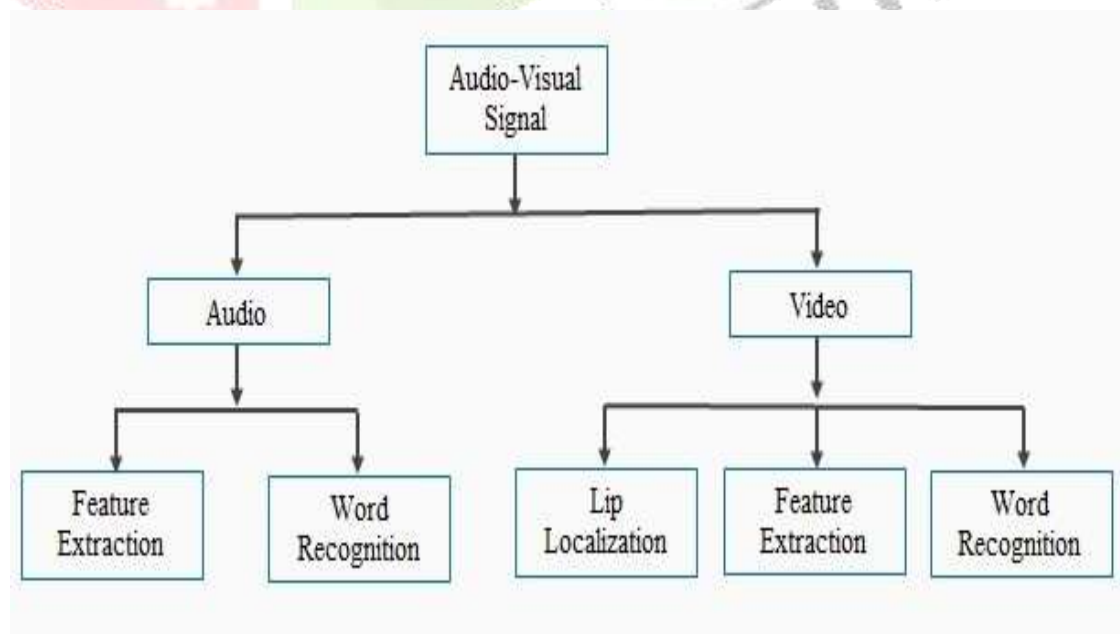 Audio-Visual
Signal
Audio
Video
Feature
Extraction
Word
Recognition
Lip
Localization
Feature
Extraction
Word
Recognition